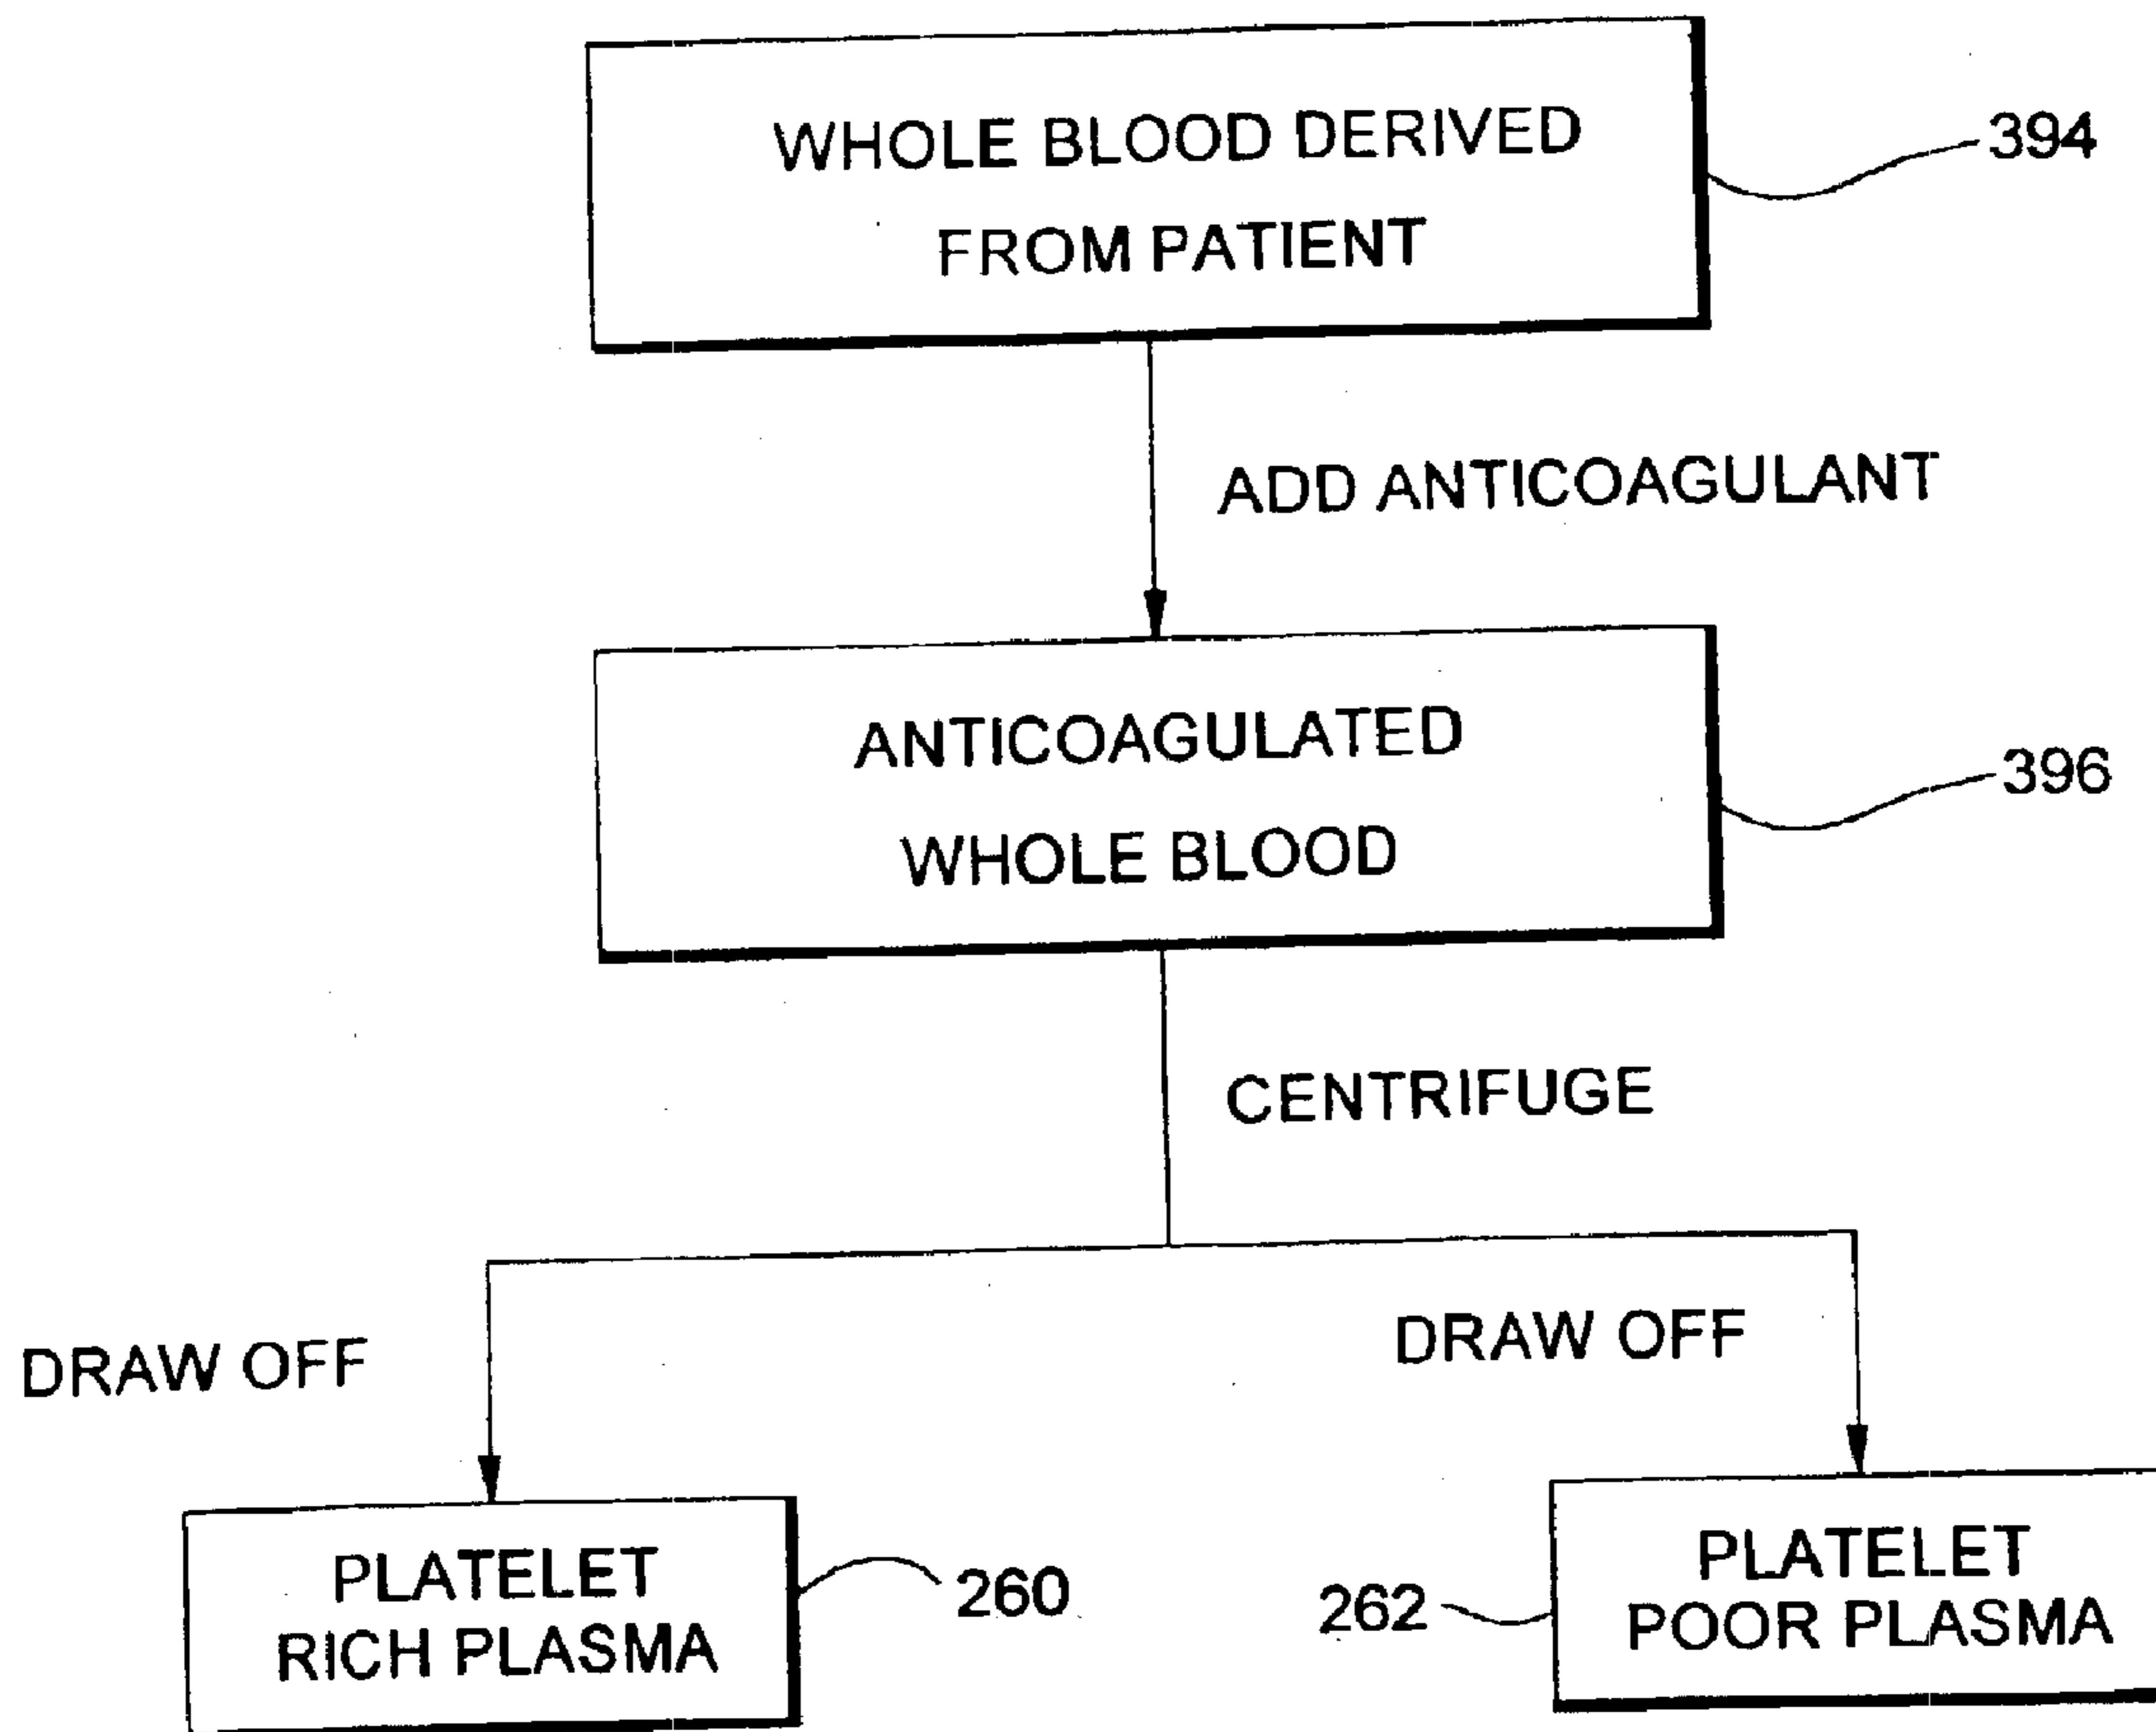 WHOLE BLOOD DERIVED
FROM PATIENT
394
ADD ANTICOAGULANT
ANTICOAGULATED
WHOLE BLOOD
396
CENTRIFUGE
DRAW OFF
DRAW OFF
PLATELET
RICH PLASMA
260
262
PLATELET
POOR PLASMA